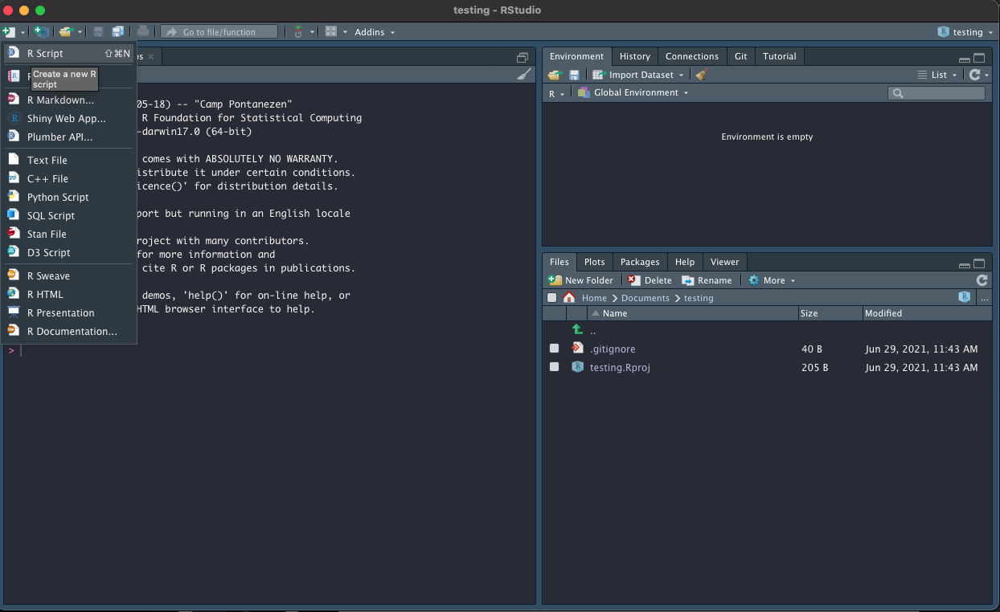 testing - RStudio
Go to file/function
Addins
testing
R Script ⇧⌘N
Create a new R
script
R Markdown...
Shiny Web App...
Plumber API...
Text File
C++ File
Python Script
SQL Script
Stan File
D3 Script
R Sweave
R HTML
R Presentation
R Documentation...
05-18) -- "Camp Pontanezen"
R Foundation for Statistical Computing
-darwin17.0 (64-bit)
comes with ABSOLUTELY NO WARRANTY.
istribute it under certain conditions.
icence()' for distribution details.
port but running in an English locale
roject with many contributors.
for more information and
cite R or R packages in publications.
demos, 'help()' for on-line help, or
HTML browser interface to help.
>
Environment History Connections Git Tutorial
Import Dataset List
R Global Environment
Environment is empty
Files Plots Packages Help Viewer
New Folder Delete Rename More
Home > Documents > testing ...
Name Size Modified
..
.gitignore 40 B Jun 29, 2021, 11:43 AM
testing.Rproj 205 B Jun 29, 2021, 11:43 AM